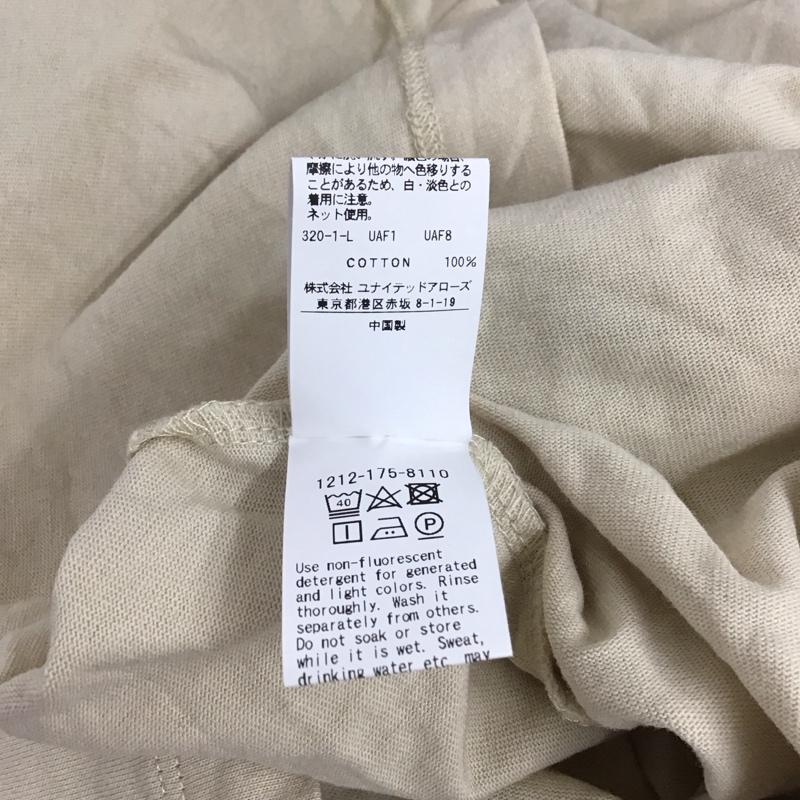 摩擦により他の物へ色移りする
ことがあるため、白・淡色との
着用に注意。
ネット使用。
320-1-L UAF1 UAF8
COTTON 100%
株式会社 ユナイテッドアローズ
東京都港区赤坂 8-1-19
中国製
1212-175-8110
40
P
Use non-fluorescent
detergent for generated
and light colors. Rinse
thoroughly. Wash it
separately from others.
Do not soak or store
while it is wet. Sweat,
drinking water etc. may